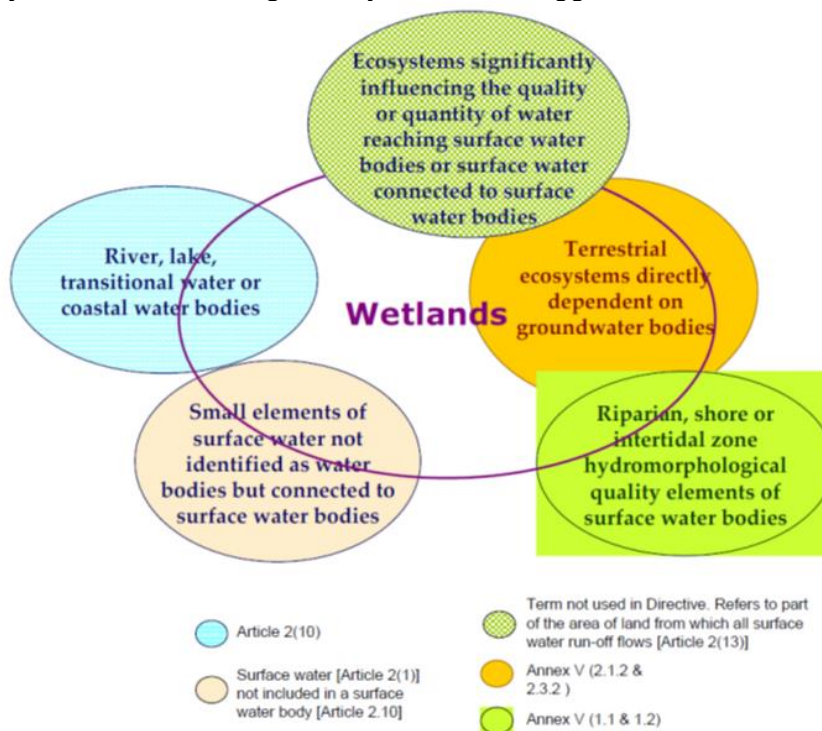 Ecosystems significantly
influencing the quality
or quantity of water
reaching surface water
bodies or surface water
connected to surface
water bodies
River, lake,
transitional water or
coastal water bodies
Wetlands
Terrestrial
ecosystems directly
dependent on
groundwater bodies
Small elements of
surface water not
identified as water
bodies but connected to
surface water bodies
Riparian, shore or
intertidal zone
hydromorphological
quality elements of
surface water bodies
Article 2(10)
Surface water [Article 2(1)]
not included in a surface
water body [Article 2.10]
Term not used in Directive. Refers to part
of the area of land from which all surface
water run-off flows [Article 2(13)]
Annex V (2.1.2 &
2.3.2 )
Annex V (1.1 & 1.2)